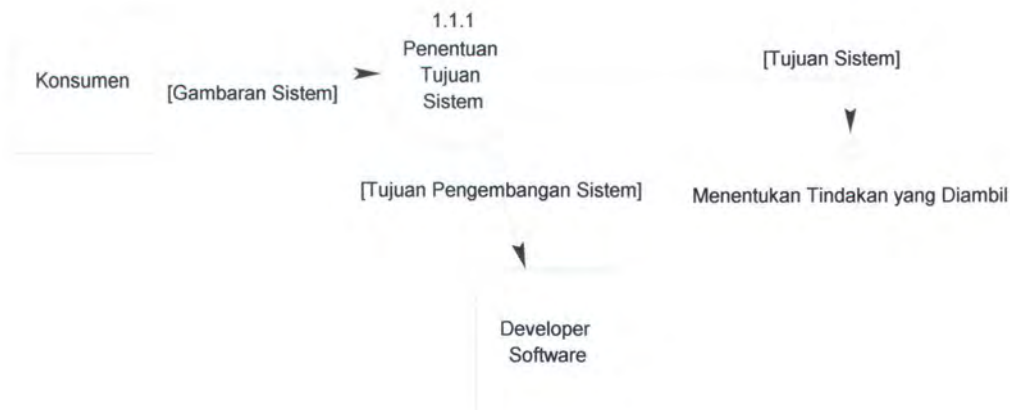 Konsumen
[Gambaran Sistem]
1.1.1
Penentuan
Tujuan
Sistem
[Tujuan Sistem]
[Tujuan Pengembangan Sistem]
Menentukan Tindakan yang Diambil
Developer
Software